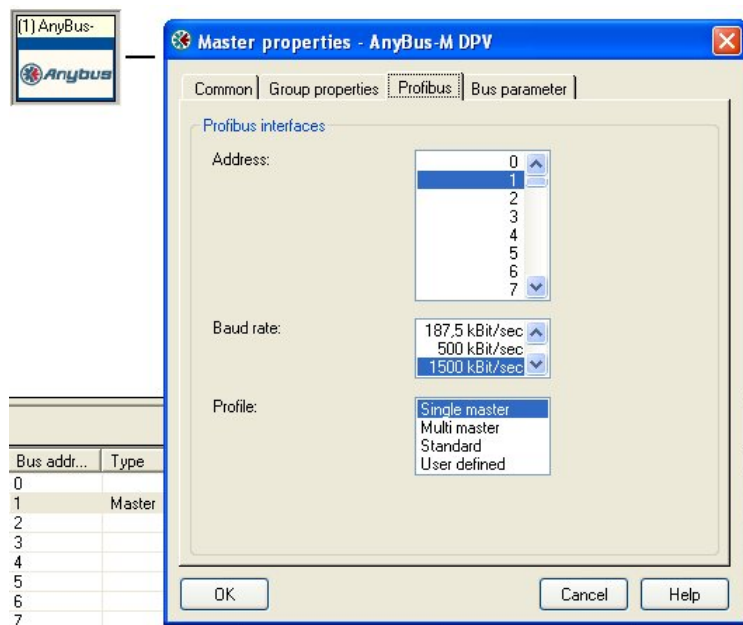 (1) AnyBus-
Anybus
Master properties - AnyBus-M DPV
Common
Group properties
Profibus
Bus parameter
Profibus interfaces
Address:
0
1
2
3
4
5
6
7
Baud rate:
187,5 kBit/sec
500 kBit/sec
1500 kBit/sec
Profile:
Single master
Multi master
Standard
User defined
Bus addr... Type
0
1 Master
2
3
4
5
6
7
OK
Cancel
Help